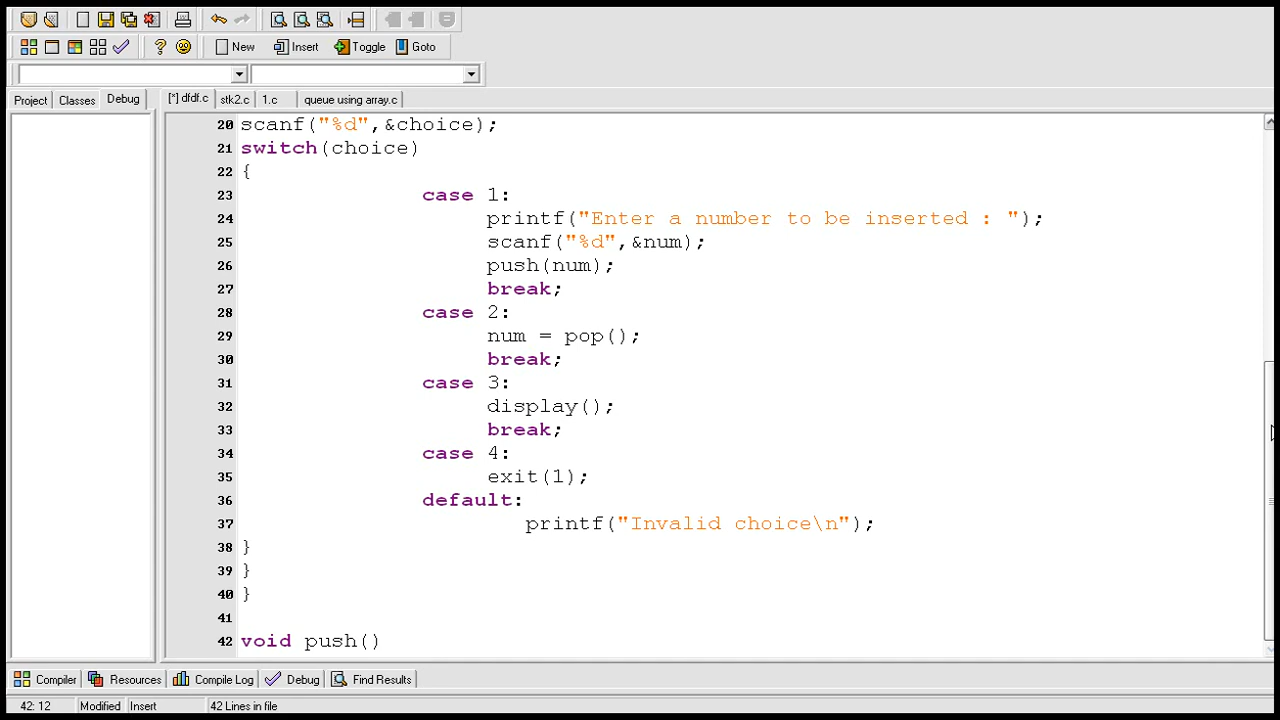 New Insert Toggle Goto
Project Classes Debug [*] dfdf.c stk2.c 1.c queue using array.c
20 scanf("%d",&choice);
21 switch(choice)
22 {
23 case 1:
24 printf("Enter a number to be inserted : ");
25 scanf("%d",&num);
26 push(num);
27 break;
28 case 2:
29 num = pop();
30 break;
31 case 3:
32 display();
33 break;
34 case 4:
35 exit(1);
36 default:
37 printf("Invalid choice\n");
38 }
39 }
40 }
41
42 void push()
Compiler Resources Compile Log Debug Find Results
42: 12 Modified Insert 42 Lines in file